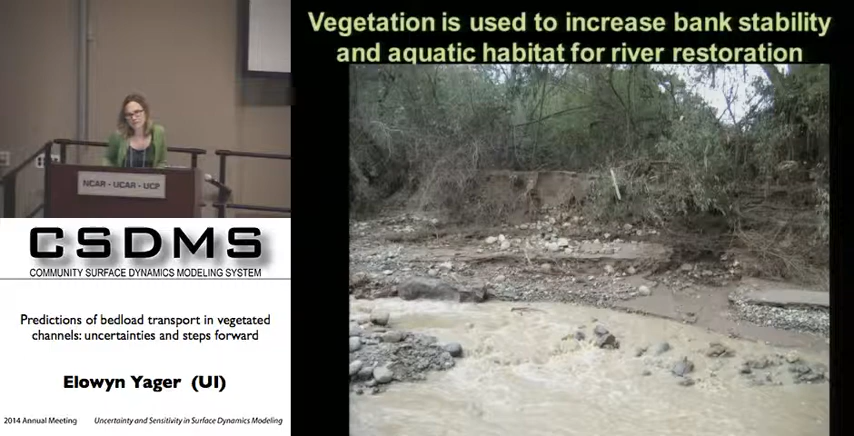 Vegetation is used to increase bank stability
and aquatic habitat for river restoration
NCAR - UCAR - UCP
CSDMS
COMMUNITY SURFACE DYNAMICS MODELING SYSTEM
Predictions of bedload transport in vegetated
channels: uncertainties and steps forward
Elowyn Yager (UI)
2014 Annual Meeting
Uncertainty and Sensitivity in Surface Dynamics Modeling